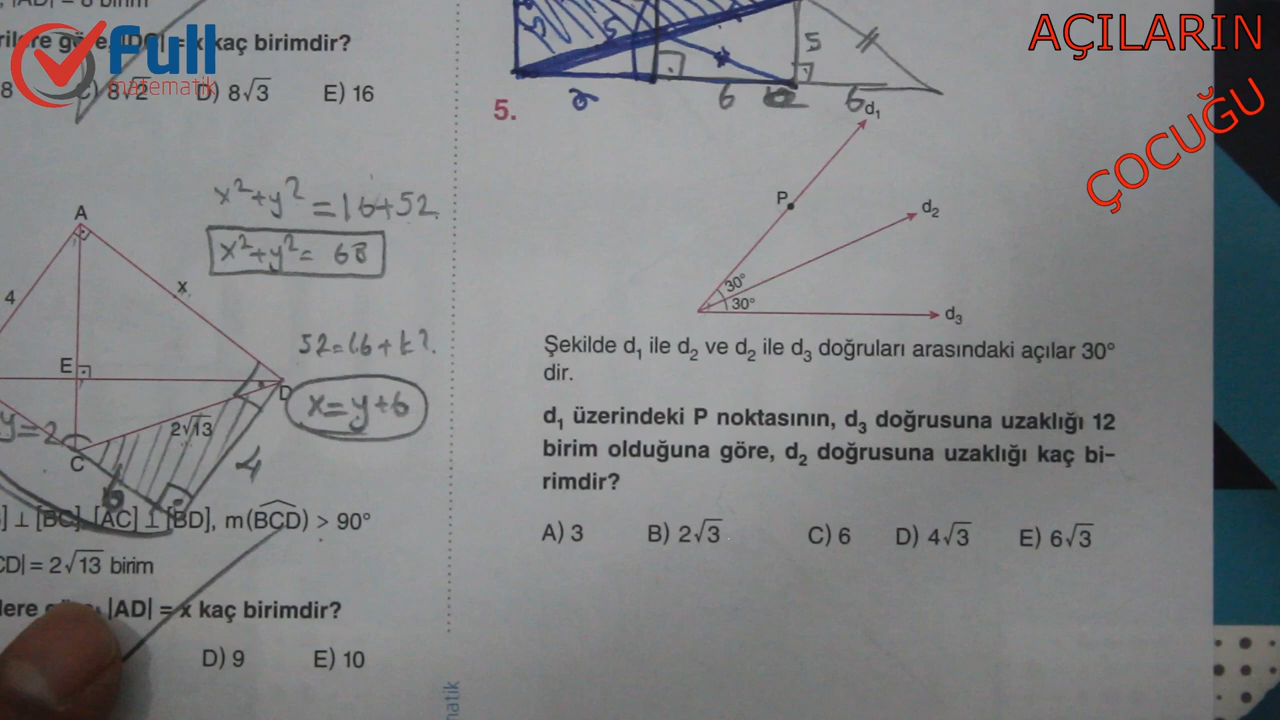 AÇILARIN
ÇOCUĞU
Full
matematik
kaç birimdir?
8
C) 8√2
D) 8√3
E) 16
x²+y²=16+52
x²+y²= 68
A
4
x
E
D
52=16+k²
x=y+6
y=2
2√13
C
6
4
] ⊥ [BC], [AC] ⊥ [BD], m(BCD) > 90°
CD| = 2√13 birim
|AD| = x kaç birimdir?
D) 9
E) 10
5
6
6
5.
d₁
P
d₂
30°
30°
d₃
Şekilde d₁ ile d₂ ve d₂ ile d₃ doğruları arasındaki açılar 30°
dir.
d₁ üzerindeki P noktasının, d₃ doğrusuna uzaklığı 12
birim olduğuna göre, d₂ doğrusuna uzaklığı kaç bi-
rimdir?
A) 3
B) 2√3
C) 6
D) 4√3
E) 6√3